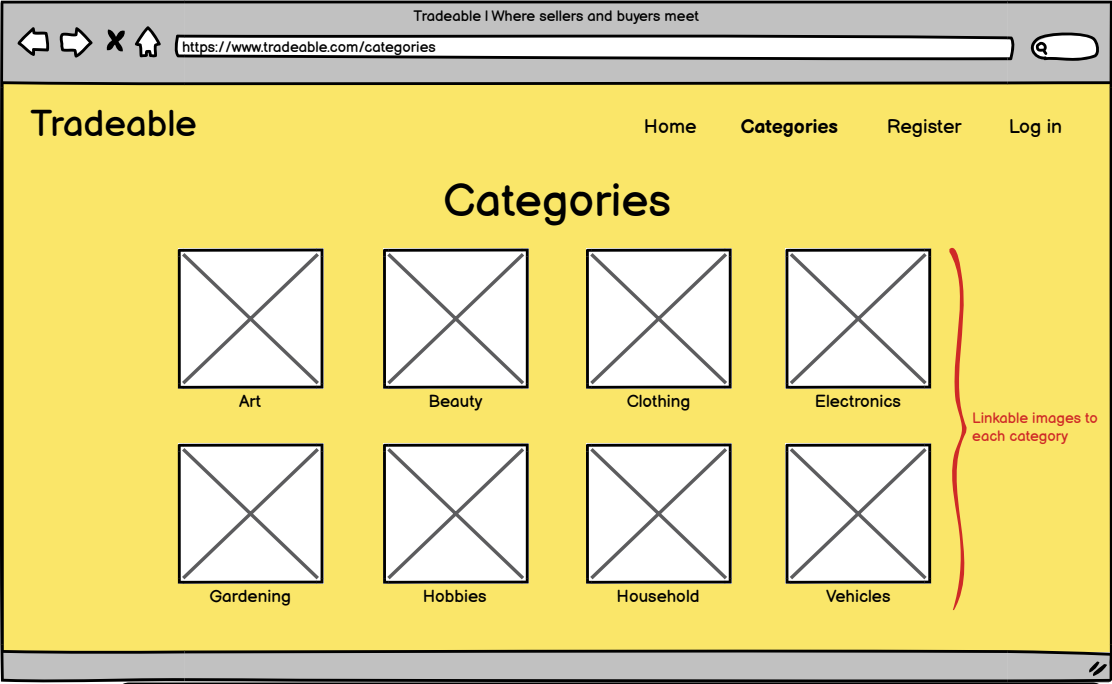 Tradeable | Where sellers and buyers meet
https://www.tradeable.com/categories
Tradeable
Home Categories Register Log in
Categories
Art Beauty Clothing Electronics
Linkable images to
each category
Gardening Hobbies Household Vehicles